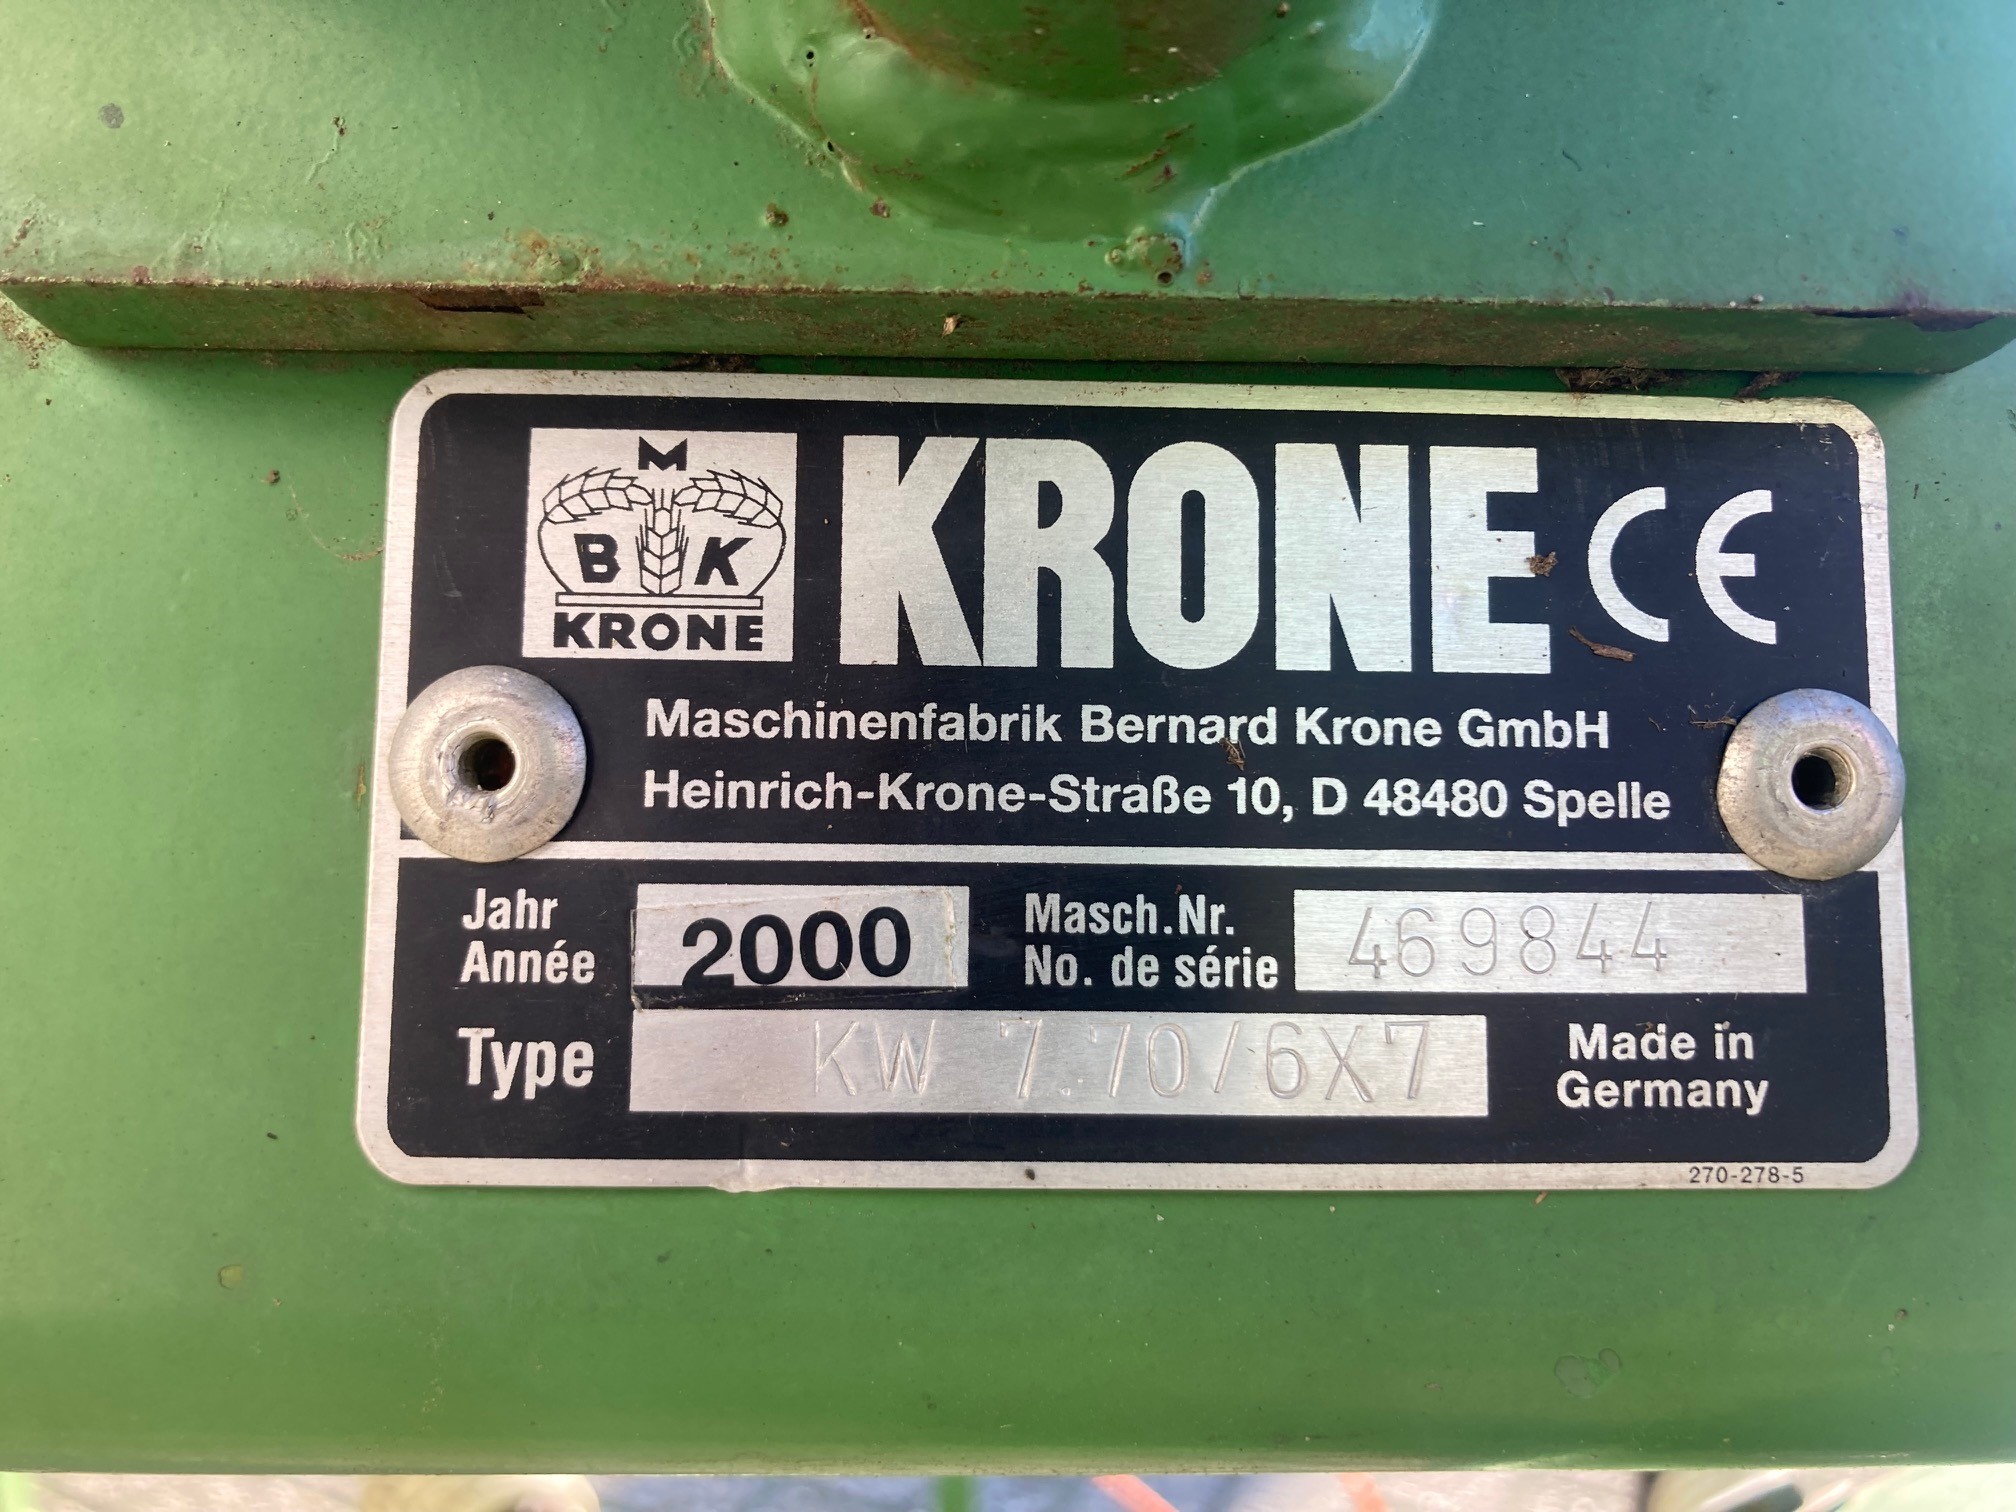 M
B K
KRONE
KRONE CE
Maschinenfabrik Bernard Krone GmbH
Heinrich-Krone-Straße 10, D 48480 Spelle
Jahr
Année
2000
Masch.Nr.
No. de série
469844
Type
KW 7.70/6X7
Made in
Germany
270-278-5